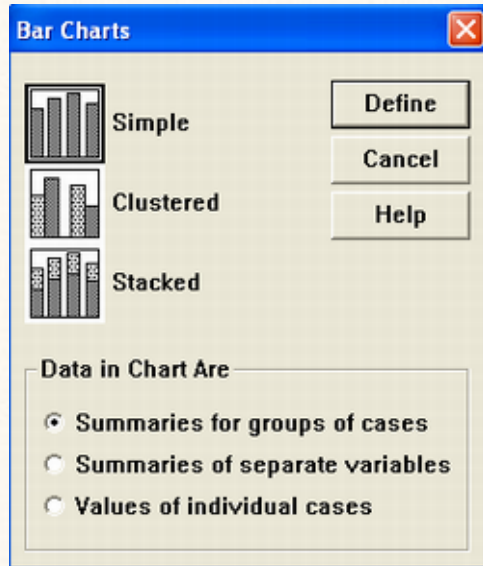 Bar Charts
Simple
Clustered
Stacked
Define
Cancel
Help
Data in Chart Are
Summaries for groups of cases
Summaries of separate variables
Values of individual cases